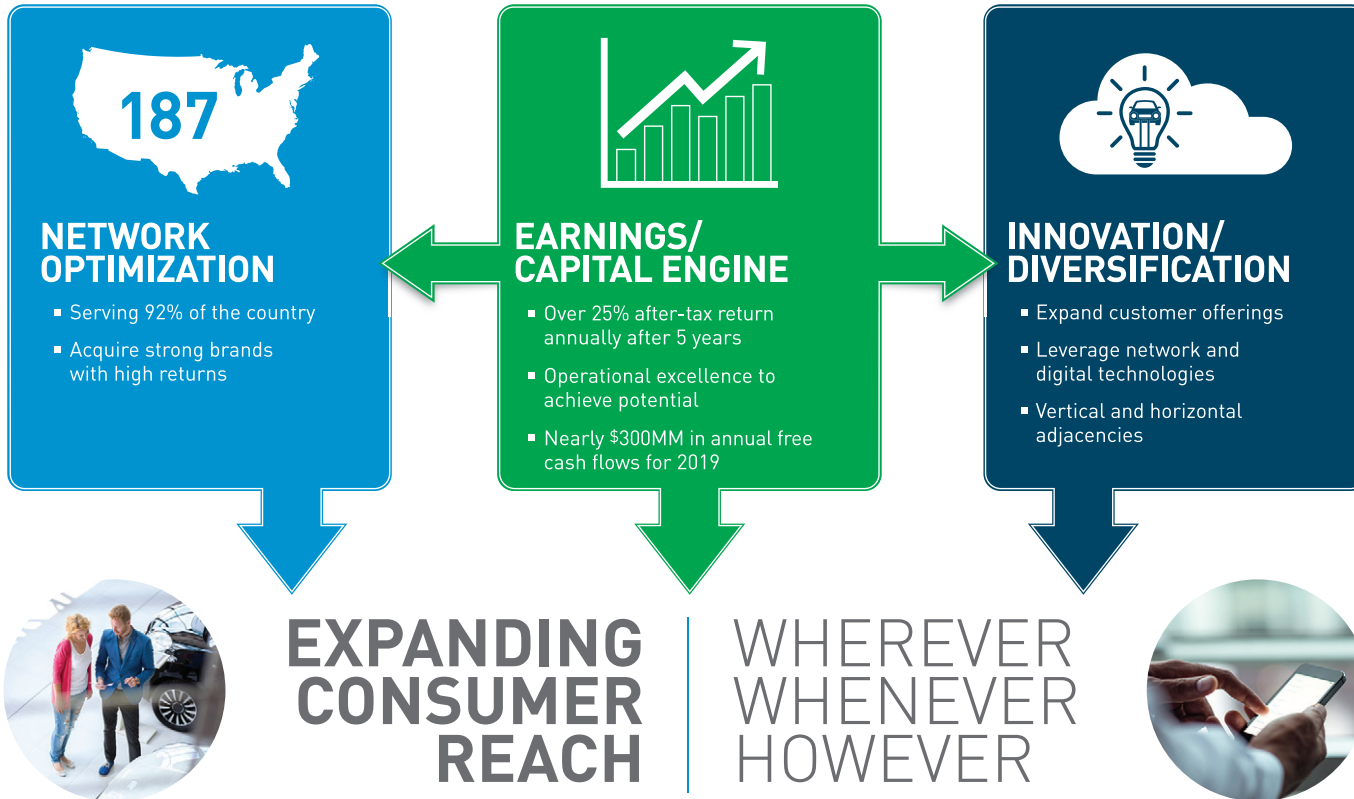 187
NETWORK
OPTIMIZATION
▪ Serving 92% of the country
▪ Acquire strong brands
with high returns
EARNINGS/
CAPITAL ENGINE
▪ Over 25% after-tax return
annually after 5 years
▪ Operational excellence to
achieve potential
▪ Nearly $300MM in annual free
cash flows for 2019
INNOVATION/
DIVERSIFICATION
▪ Expand customer offerings
▪ Leverage network and
digital technologies
▪ Vertical and horizontal
adjacencies
EXPANDING
CONSUMER
REACH
WHEREVER
WHENEVER
HOWEVER